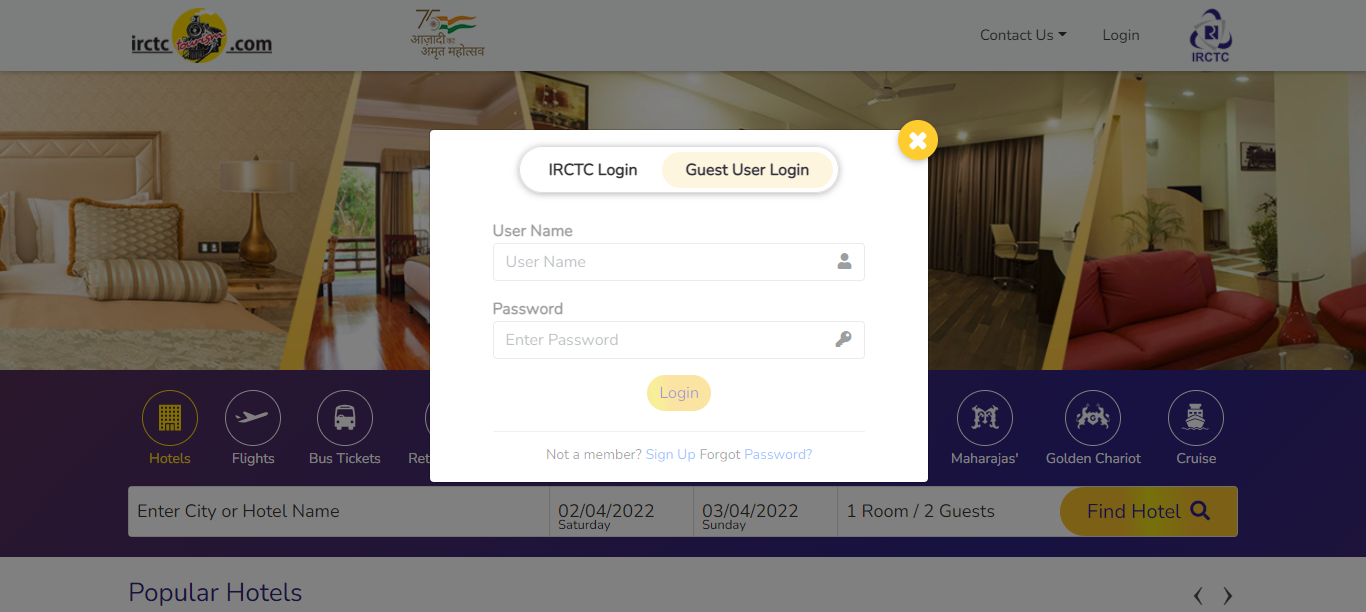 irctc tourism .com
75
आज़ादी का
अमृत महोत्सव
Contact Us
Login
IRCTC
IRCTC Login
Guest User Login
User Name
User Name
Password
Enter Password
Login
Not a member? Sign Up Forgot Password?
Hotels
Flights
Bus Tickets
Maharajas'
Golden Chariot
Cruise
Enter City or Hotel Name
02/04/2022
Saturday
03/04/2022
Sunday
1 Room / 2 Guests
Find Hotel
Popular Hotels